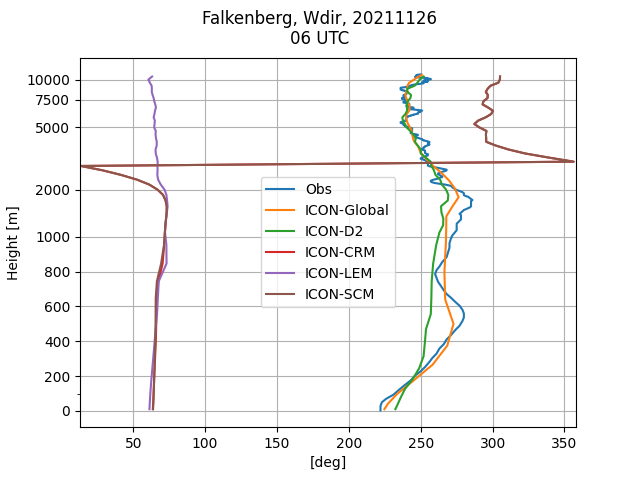 Falkenberg, Wdir, 20211126
06 UTC
10000
7500
5000
2000
1000
800
600
400
200
0
Height [m]
Obs
ICON-Global
ICON-D2
ICON-CRM
ICON-LEM
ICON-SCM
50 100 150 200 250 300 350
[deg]